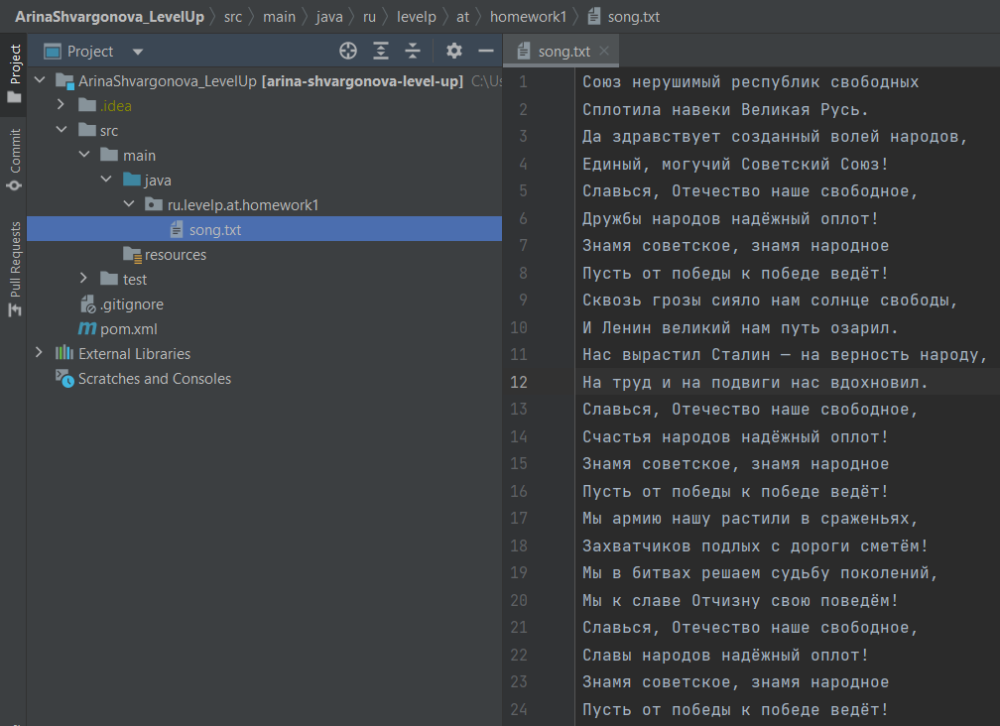 ArinaShvargonova_LevelUp src main java ru levelp at homework1 song.txt
Project
Commit
Pull Requests
Project
ArinaShvargonova_LevelUp [arina-shvargonova-level-up] C:\Us
.idea
src
main
java
ru.levelp.at.homework1
song.txt
resources
test
.gitignore
pom.xml
External Libraries
Scratches and Consoles
song.txt
1 Союз нерушимый республик свободных
2 Сплотила навеки Великая Русь.
3 Да здравствует созданный волей народов,
4 Единый, могучий Советский Союз!
5 Славься, Отечество наше свободное,
6 Дружбы народов надёжный оплот!
7 Знамя советское, знамя народное
8 Пусть от победы к победе ведёт!
9 Сквозь грозы сияло нам солнце свободы,
10 И Ленин великий нам путь озарил.
11 Нас вырастил Сталин — на верность народу,
12 На труд и на подвиги нас вдохновил.
13 Славься, Отечество наше свободное,
14 Счастья народов надёжный оплот!
15 Знамя советское, знамя народное
16 Пусть от победы к победе ведёт!
17 Мы армию нашу растили в сраженьях,
18 Захватчиков подлых с дороги сметём!
19 Мы в битвах решаем судьбу поколений,
20 Мы к славе Отчизну свою поведём!
21 Славься, Отечество наше свободное,
22 Славы народов надёжный оплот!
23 Знамя советское, знамя народное
24 Пусть от победы к победе ведёт!